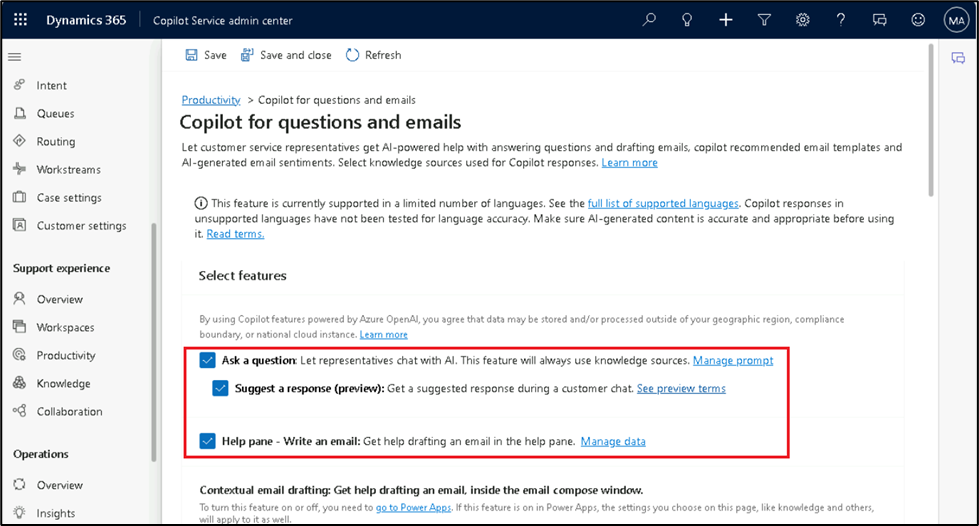 Dynamics 365 Copilot Service admin center MA
Save Save and close Refresh
Intent
Queues
Routing
Workstreams
Case settings
Customer settings
Support experience
Overview
Workspaces
Productivity
Knowledge
Collaboration
Operations
Overview
Insights
Productivity > Copilot for questions and emails
Copilot for questions and emails
Let customer service representatives get AI-powered help with answering questions and drafting emails, copilot recommended email templates and
AI-generated email sentiments. Select knowledge sources used for Copilot responses. Learn more
This feature is currently supported in a limited number of languages. See the full list of supported languages. Copilot responses in
unsupported languages have not been tested for language accuracy. Make sure AI-generated content is accurate and appropriate before using
it. Read terms.
Select features
By using Copilot features powered by Azure OpenAI, you agree that data may be stored and/or processed outside of your geographic region, compliance
boundary, or national cloud instance. Learn more
Ask a question: Let representatives chat with AI. This feature will always use knowledge sources. Manage prompt
Suggest a response (preview): Get a suggested response during a customer chat. See preview terms
Help pane - Write an email: Get help drafting an email in the help pane. Manage data
Contextual email drafting: Get help drafting an email, inside the email compose window.
To turn this feature on or off, you need to go to Power Apps. If this feature is on in Power Apps, the settings you choose on this page, like knowledge and others,
will apply to it as well.